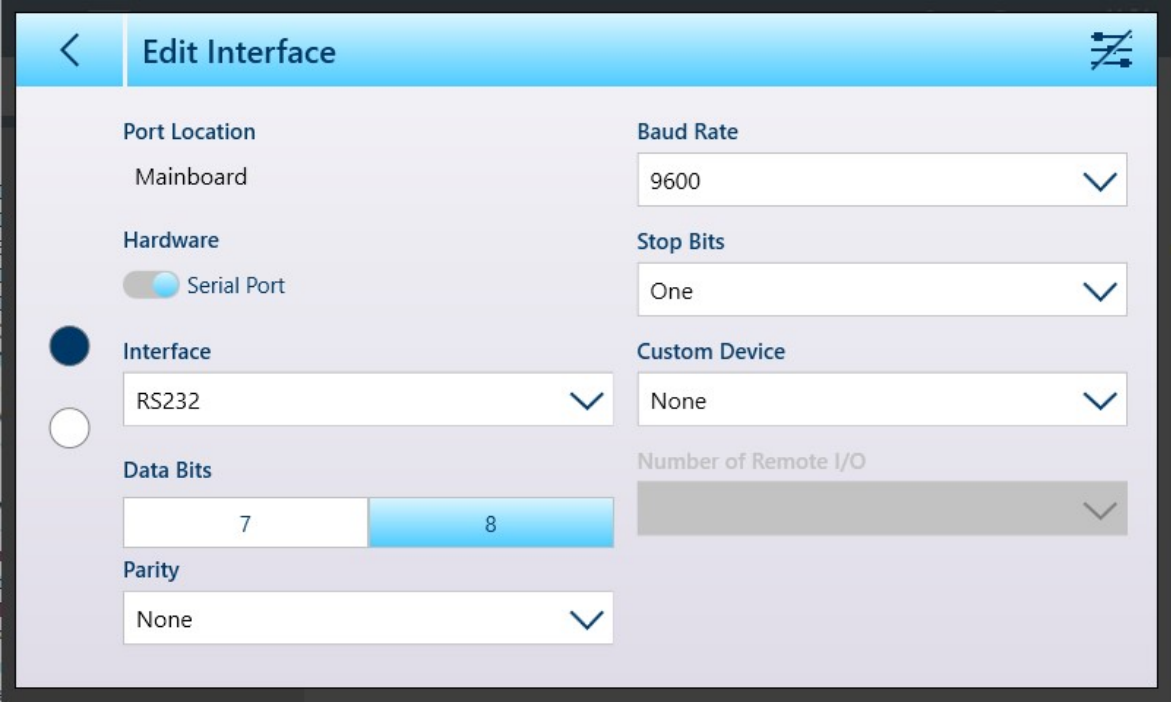 Edit Interface
Port Location
Mainboard
Hardware
Serial Port
Interface
RS232
Data Bits
7 8
Parity
None
Baud Rate
9600
Stop Bits
One
Custom Device
None
Number of Remote I/O